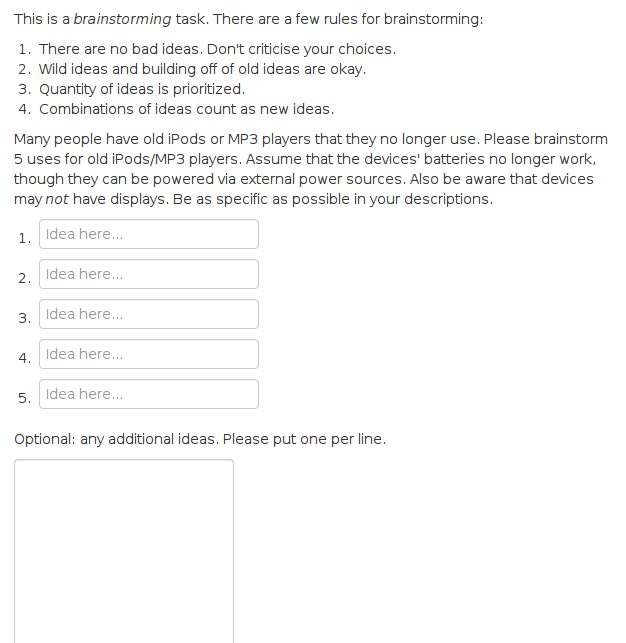 This is a brainstorming task. There are a few rules for brainstorming:
1. There are no bad ideas. Don't criticise your choices.
2. Wild ideas and building off of old ideas are okay.
3. Quantity of ideas is prioritized.
4. Combinations of ideas count as new ideas.
Many people have old iPods or MP3 players that they no longer use. Please brainstorm
5 uses for old iPods/MP3 players. Assume that the devices' batteries no longer work,
though they can be powered via external power sources. Also be aware that devices
may not have displays. Be as specific as possible in your descriptions.
1. Idea here...
2. Idea here...
3. Idea here...
4. Idea here...
5. Idea here...
Optional: any additional ideas. Please put one per line.